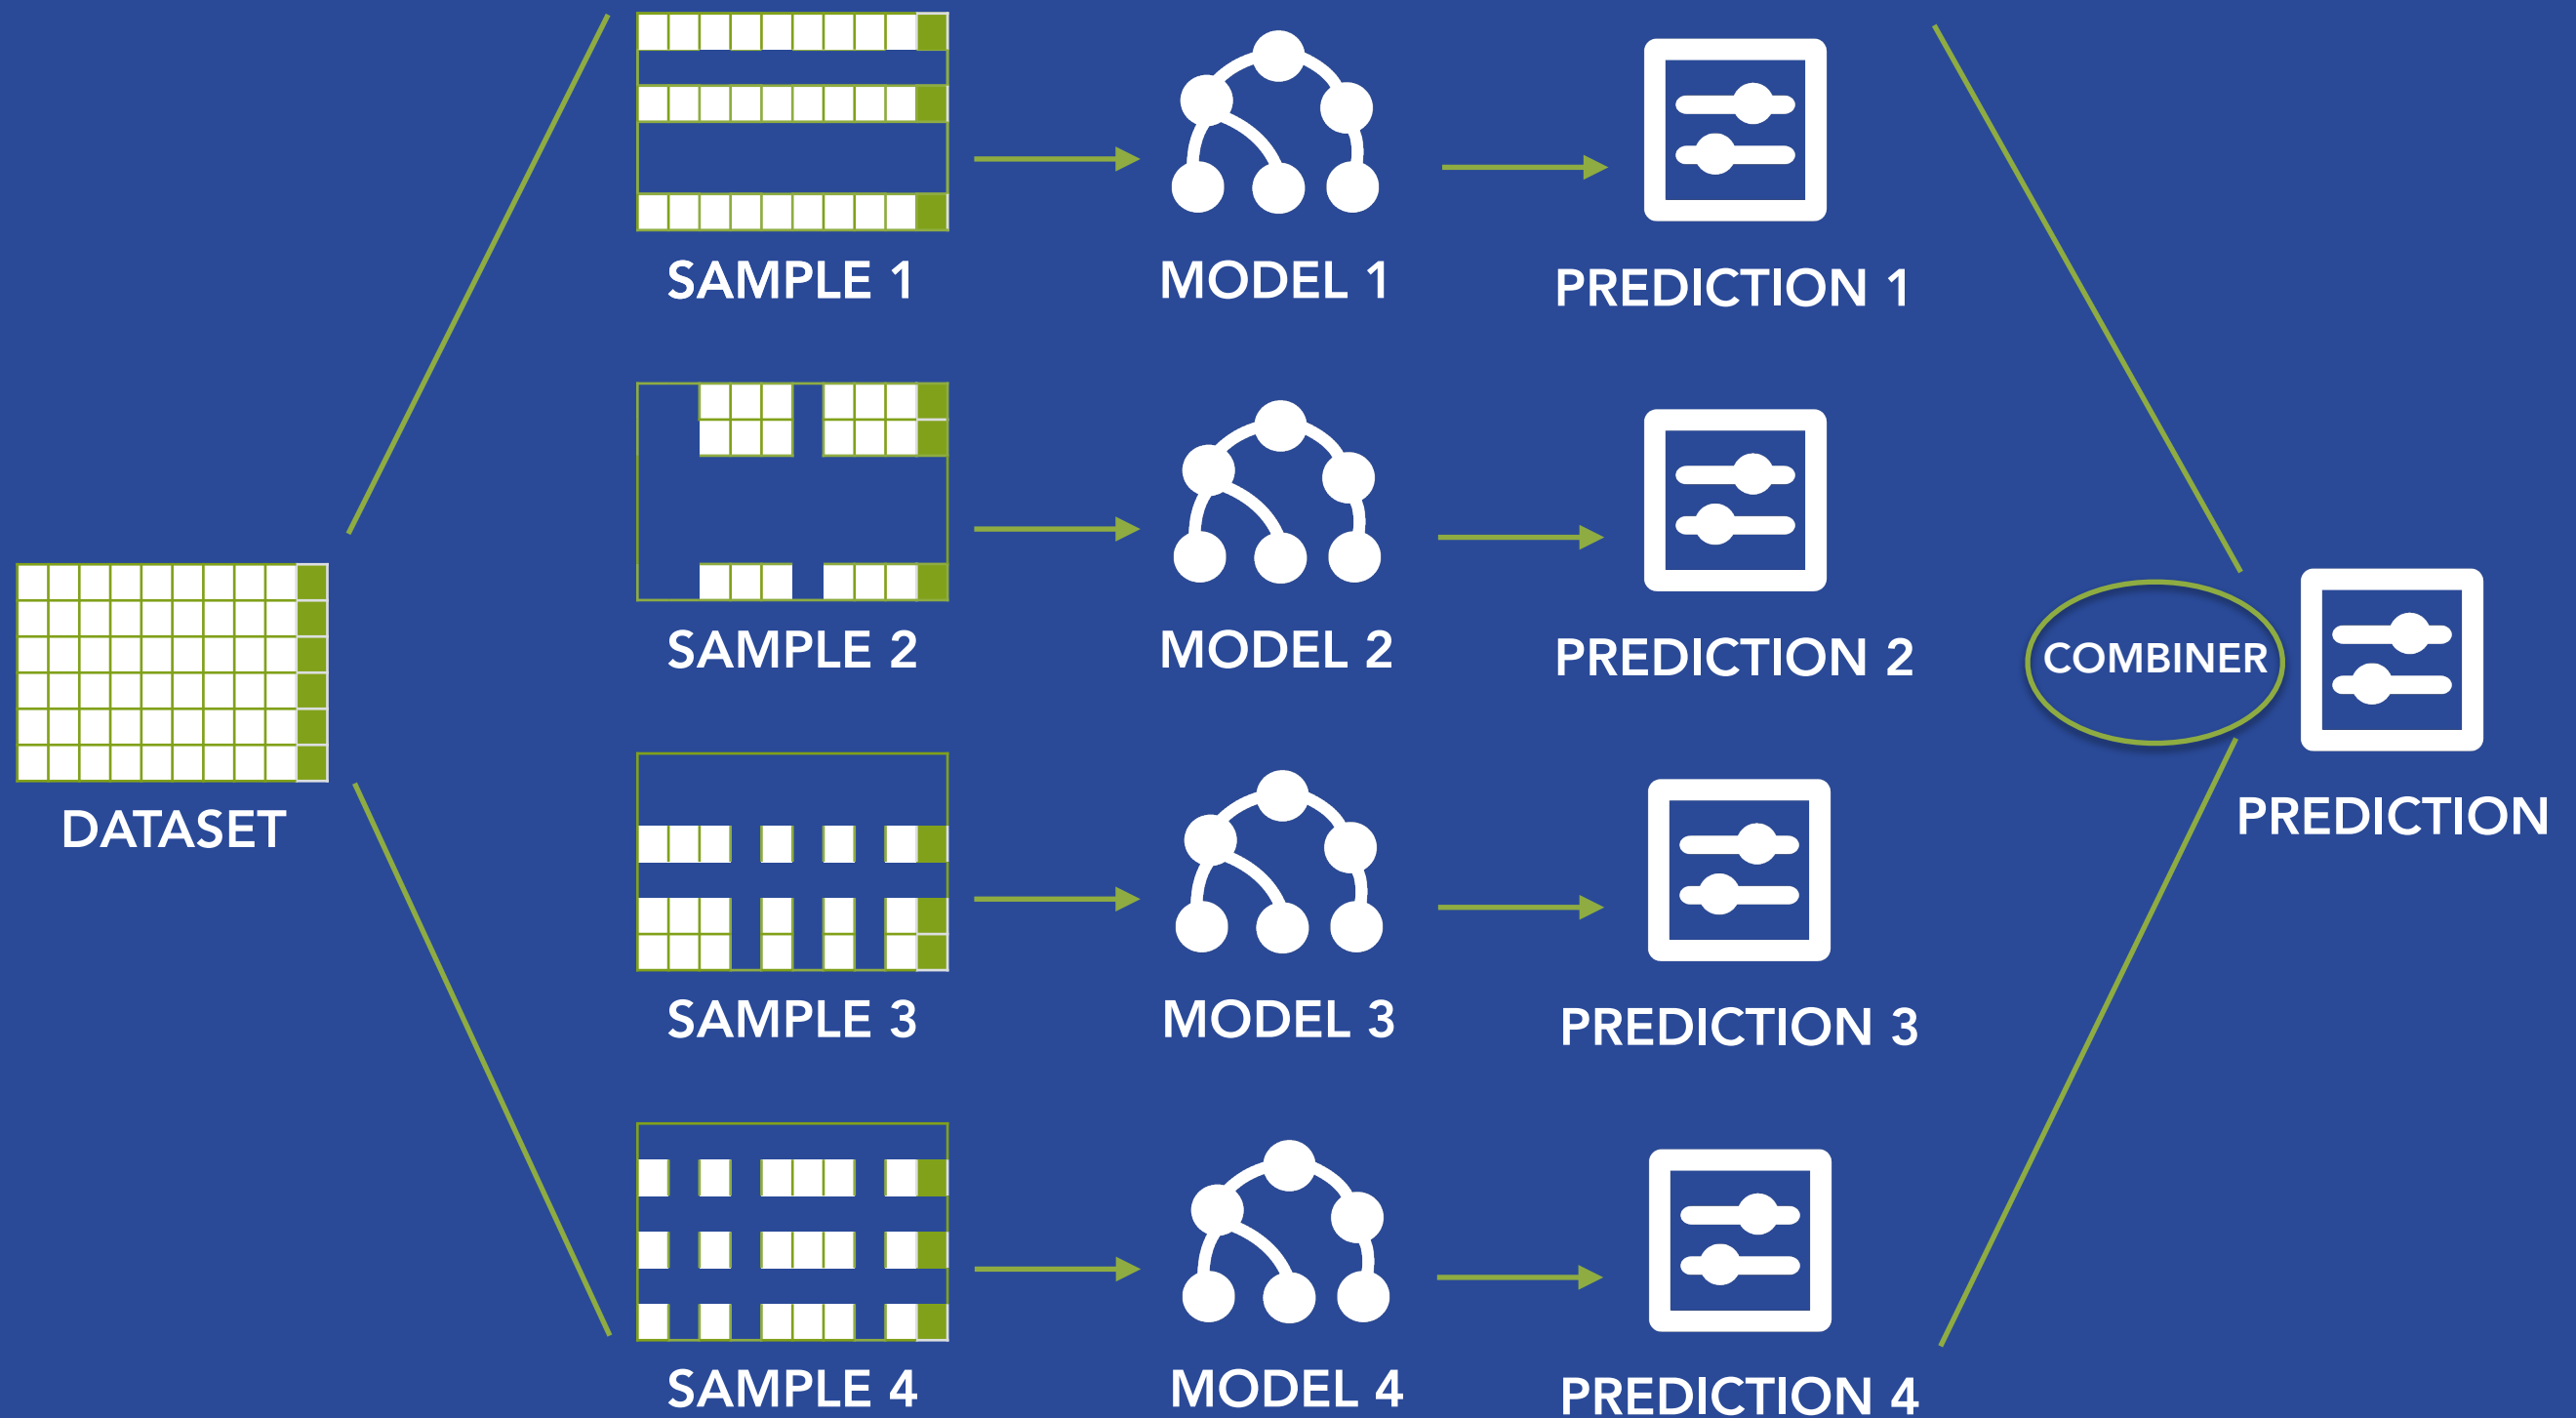 SAMPLE 1
MODEL 1
PREDICTION 1
SAMPLE 2
MODEL 2
PREDICTION 2
COMBINER
DATASET
PREDICTION
SAMPLE 3
MODEL 3
PREDICTION 3
SAMPLE 4
MODEL 4
PREDICTION 4